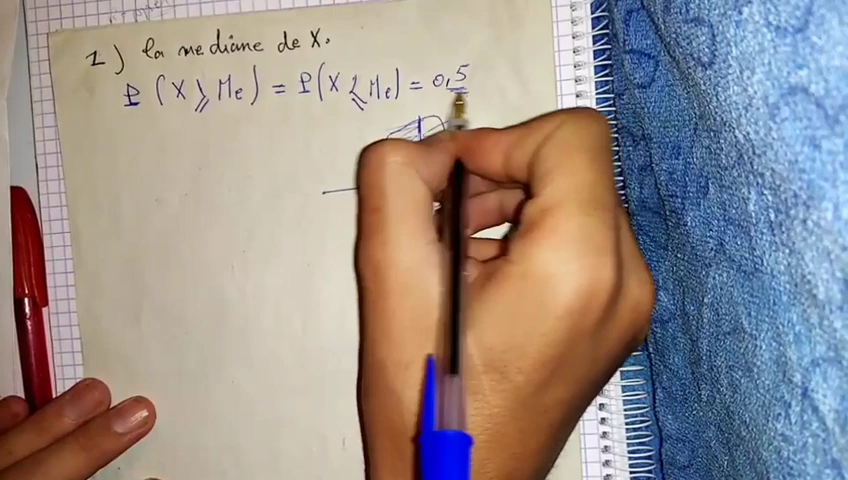 1) la mediane de X.
P (X ⩾ Me) = P(X ⩽ Me) = 0,5